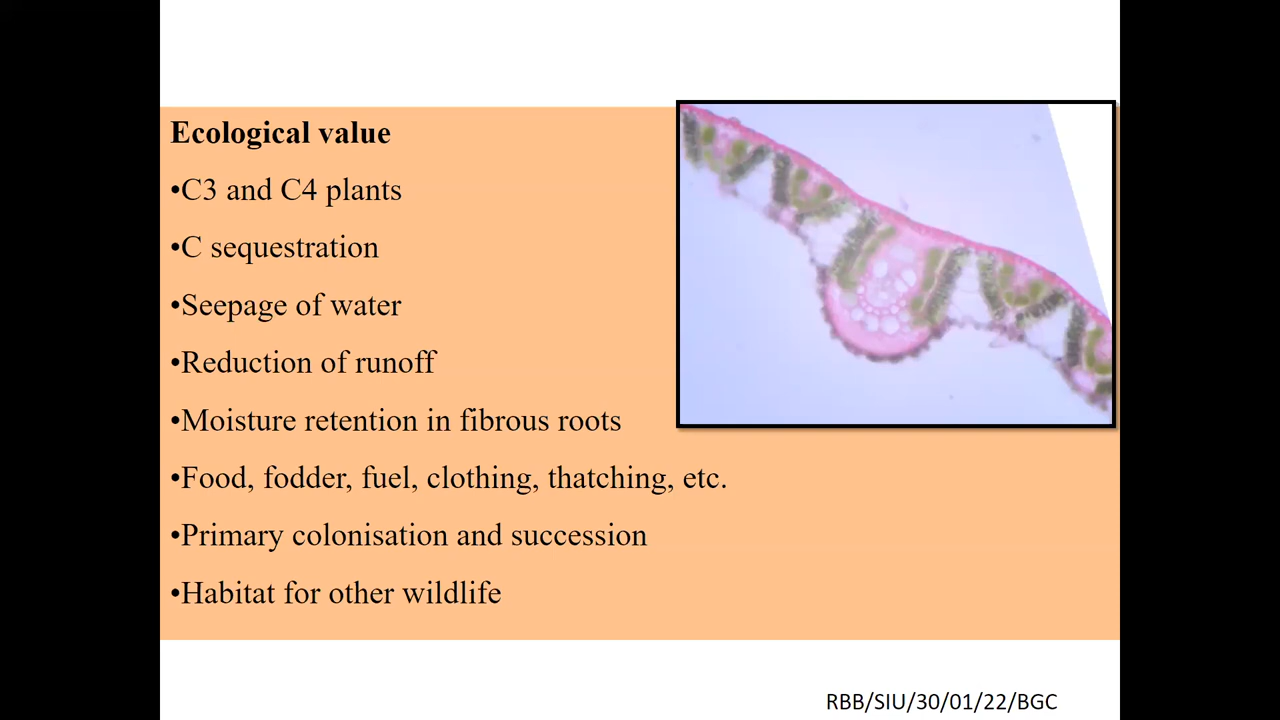 Ecological value
•C3 and C4 plants
•C sequestration
•Seepage of water
•Reduction of runoff
•Moisture retention in fibrous roots
•Food, fodder, fuel, clothing, thatching, etc.
•Primary colonisation and succession
•Habitat for other wildlife
RBB/SIU/30/01/22/BGC